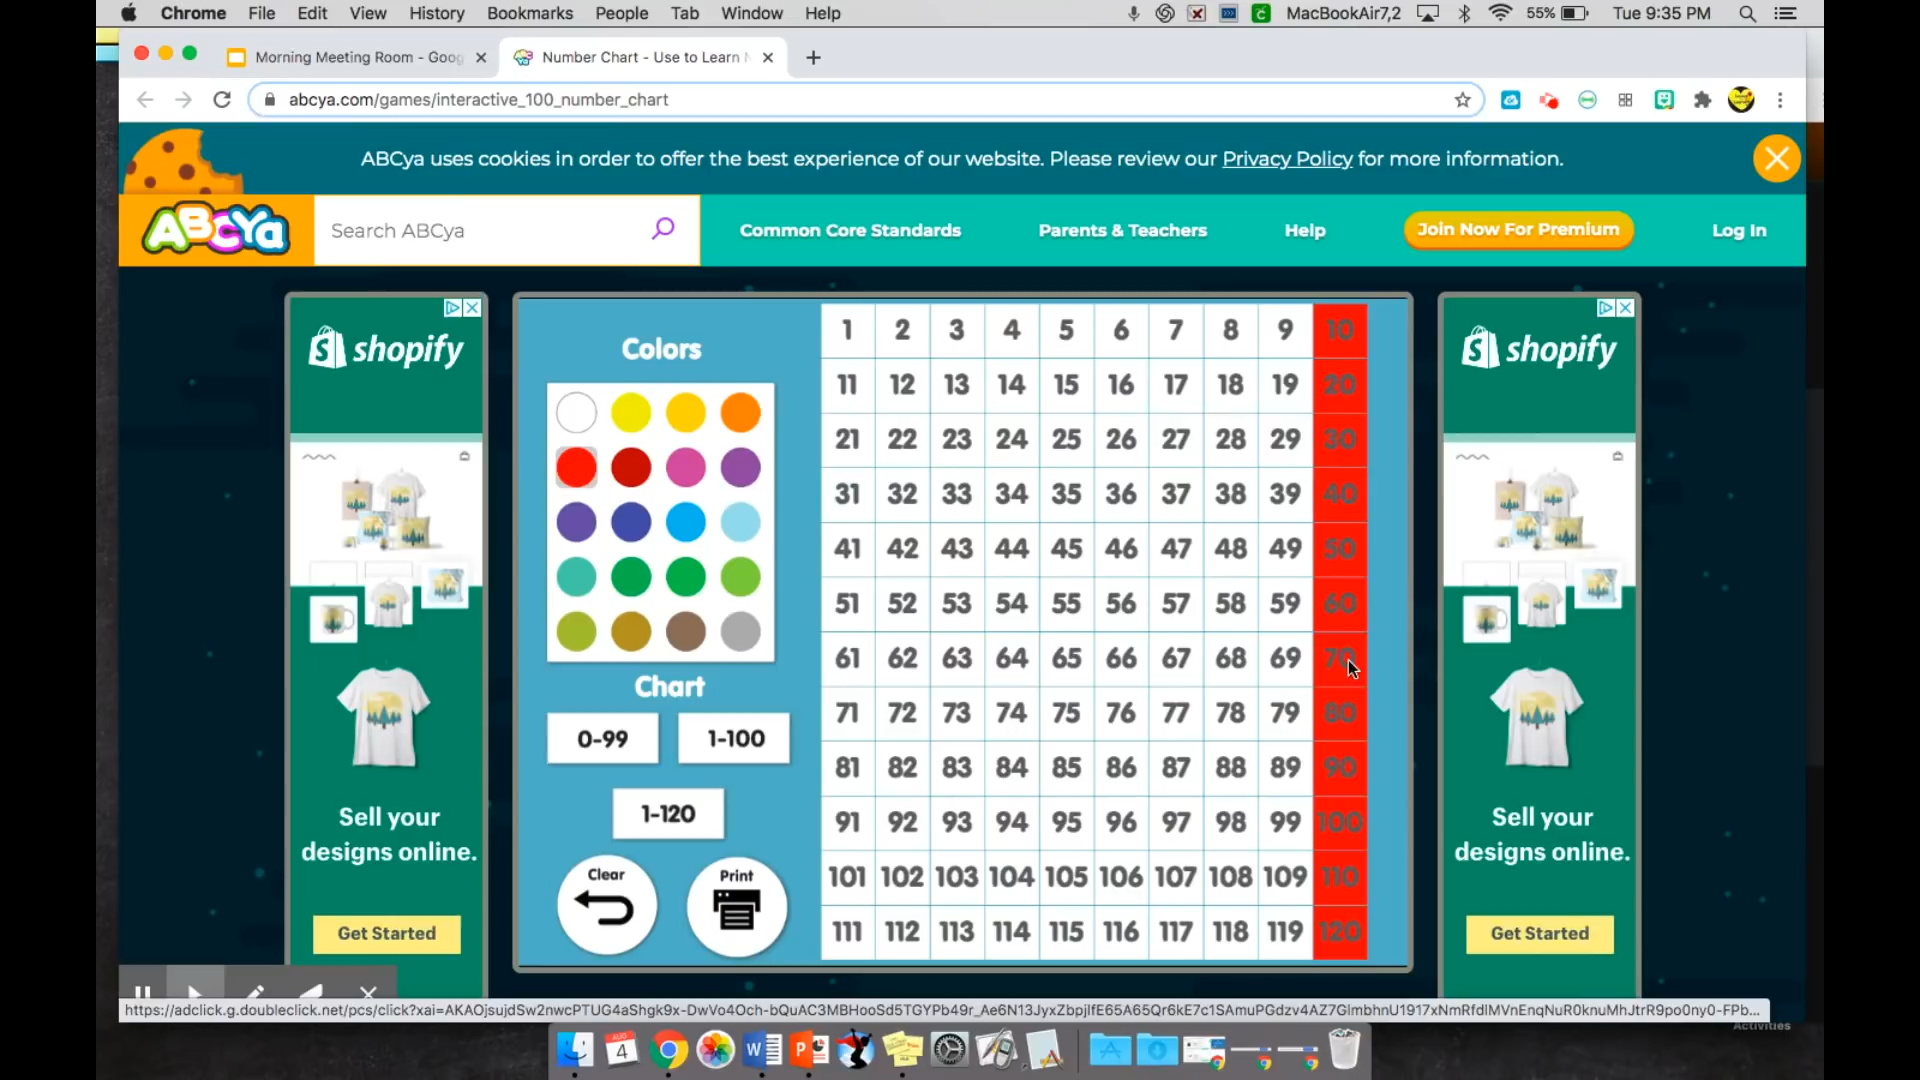 Chrome File Edit View History Bookmarks People Tab Window Help MacBookAir7,2 55% Tue 9:35 PM
Morning Meeting Room - Goog Number Chart - Use to Learn N
abcya.com/games/interactive_100_number_chart
ABCya uses cookies in order to offer the best experience of our website. Please review our Privacy Policy for more information.
ABCYa Search ABCya Common Core Standards Parents & Teachers Help Join Now For Premium Log In
shopify
Sell your
designs online.
Get Started
Colors
Chart
0-99 1-100
1-120
Clear Print
1 2 3 4 5 6 7 8 9 10
11 12 13 14 15 16 17 18 19 20
21 22 23 24 25 26 27 28 29 30
31 32 33 34 35 36 37 38 39 40
41 42 43 44 45 46 47 48 49 50
51 52 53 54 55 56 57 58 59 60
61 62 63 64 65 66 67 68 69 70
71 72 73 74 75 76 77 78 79 80
81 82 83 84 85 86 87 88 89 90
91 92 93 94 95 96 97 98 99 100
101 102 103 104 105 106 107 108 109 110
111 112 113 114 115 116 117 118 119 120
shopify
Sell your
designs online.
Get Started
Activities
AUG
4